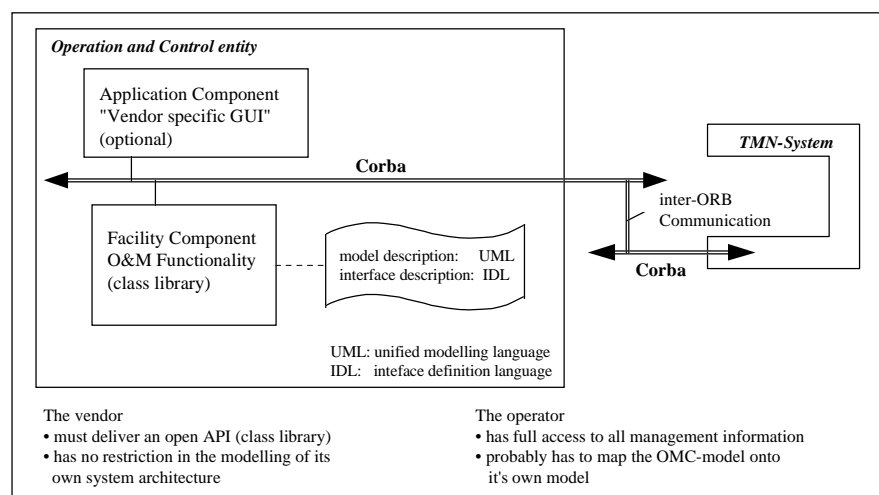 Operation and Control entity
Application Component
"Vendor specific GUI"
(optional)
Corba
TMN-System
inter-ORB
Communication
Facility Component
O&M Functionality
(class library)
model description: UML
interface description: IDL
Corba
UML: unified modelling language
IDL: inteface definition language
The vendor
• must deliver an open API (class library)
• has no restriction in the modelling of its
own system architecture
The operator
• has full access to all management information
• probably has to map the OMC-model onto
it's own model